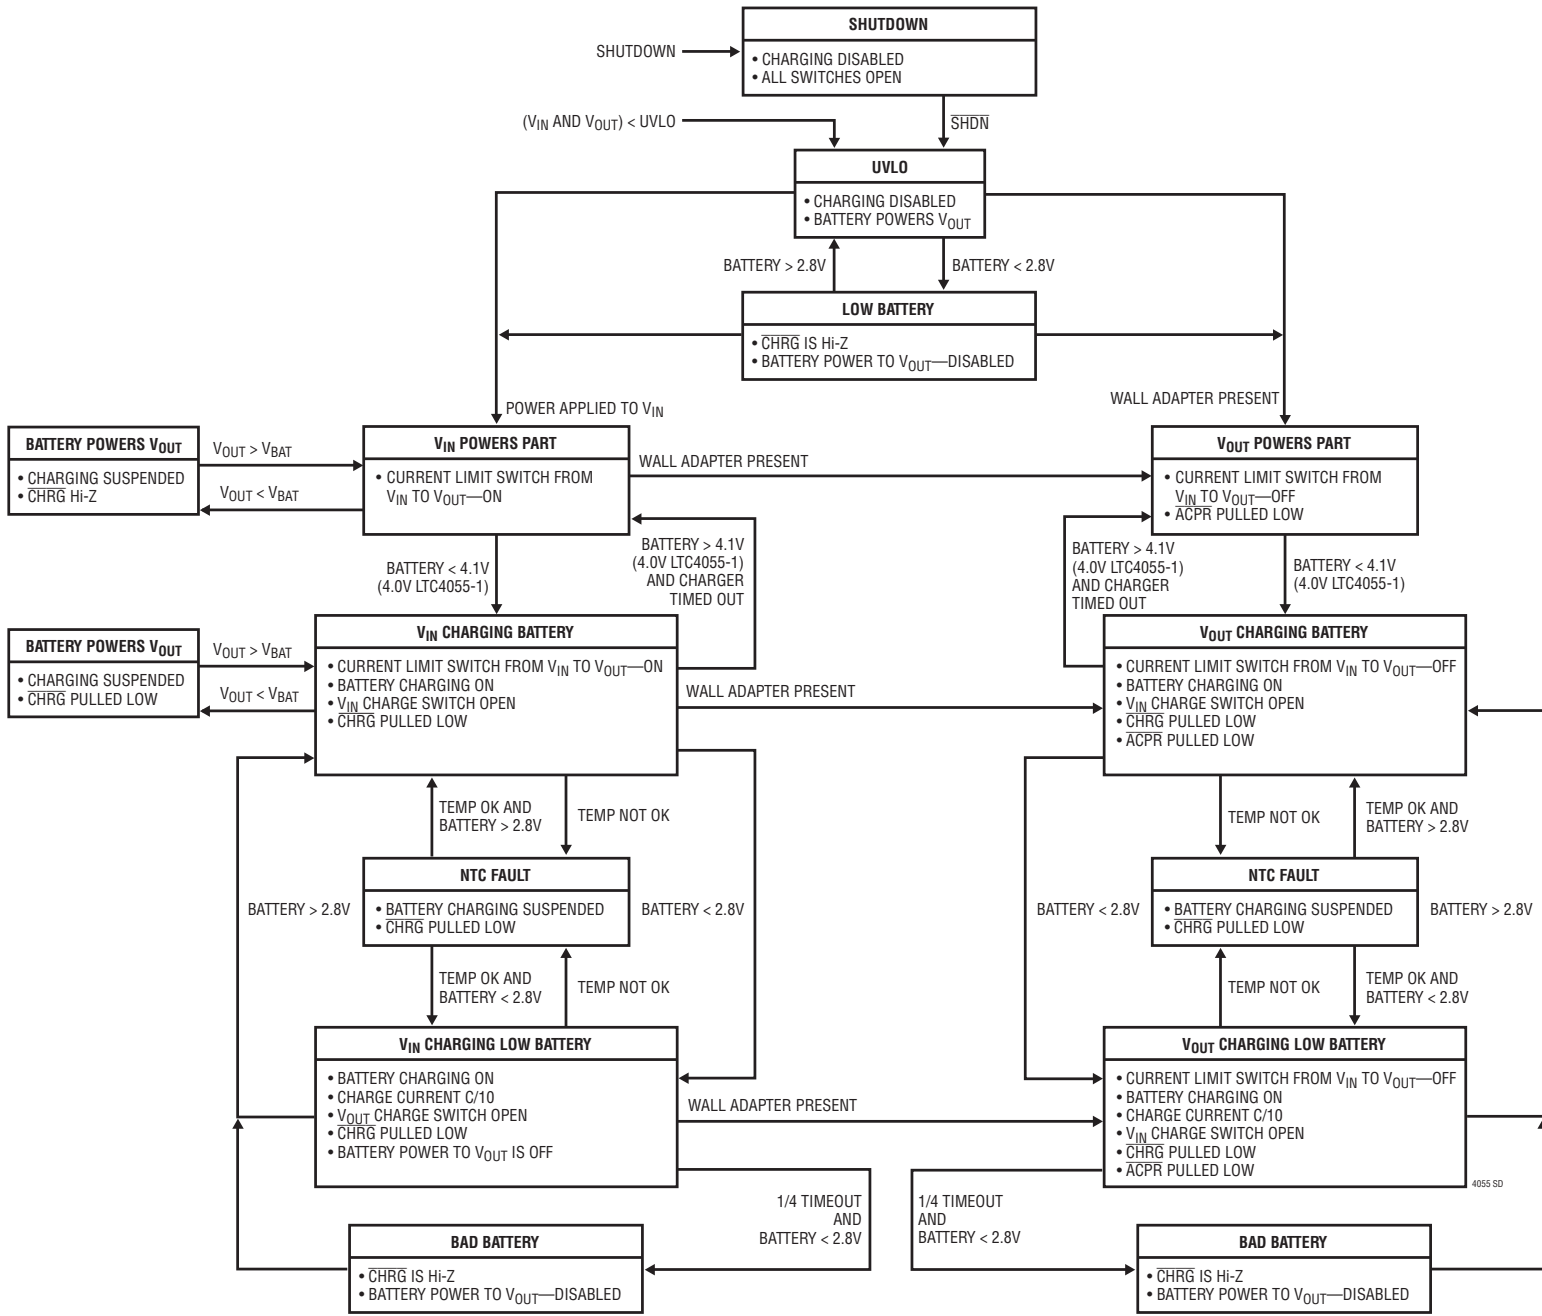 SHUTDOWN
SHUTDOWN
• CHARGING DISABLED
• ALL SWITCHES OPEN
(VIN AND VOUT) < UVLO
SHDN
UVLO
• CHARGING DISABLED
• BATTERY POWERS VOUT
BATTERY > 2.8V
BATTERY < 2.8V
LOW BATTERY
• CHRG IS Hi-Z
• BATTERY POWER TO VOUT—DISABLED
POWER APPLIED TO VIN
WALL ADAPTER PRESENT
BATTERY POWERS VOUT
• CHARGING SUSPENDED
• CHRG Hi-Z
VOUT > VBAT
VOUT < VBAT
VIN POWERS PART
• CURRENT LIMIT SWITCH FROM
VIN TO VOUT—ON
WALL ADAPTER PRESENT
VOUT POWERS PART
• CURRENT LIMIT SWITCH FROM
VIN TO VOUT—OFF
• ACPR PULLED LOW
BATTERY < 4.1V
(4.0V LTC4055-1)
BATTERY > 4.1V
(4.0V LTC4055-1)
AND CHARGER
TIMED OUT
BATTERY > 4.1V
(4.0V LTC4055-1)
AND CHARGER
TIMED OUT
BATTERY < 4.1V
(4.0V LTC4055-1)
BATTERY POWERS VOUT
• CHARGING SUSPENDED
• CHRG PULLED LOW
VOUT > VBAT
VOUT < VBAT
VIN CHARGING BATTERY
• CURRENT LIMIT SWITCH FROM VIN TO VOUT—ON
• BATTERY CHARGING ON
• VIN CHARGE SWITCH OPEN
• CHRG PULLED LOW
WALL ADAPTER PRESENT
VOUT CHARGING BATTERY
• CURRENT LIMIT SWITCH FROM VIN TO VOUT—OFF
• BATTERY CHARGING ON
• VIN CHARGE SWITCH OPEN
• CHRG PULLED LOW
• ACPR PULLED LOW
TEMP OK AND
BATTERY > 2.8V
TEMP NOT OK
TEMP NOT OK
TEMP OK AND
BATTERY > 2.8V
BATTERY > 2.8V
NTC FAULT
• BATTERY CHARGING SUSPENDED
• CHRG PULLED LOW
BATTERY < 2.8V
BATTERY < 2.8V
NTC FAULT
• BATTERY CHARGING SUSPENDED
• CHRG PULLED LOW
BATTERY > 2.8V
TEMP OK AND
BATTERY < 2.8V
TEMP NOT OK
TEMP NOT OK
TEMP OK AND
BATTERY < 2.8V
VIN CHARGING LOW BATTERY
• BATTERY CHARGING ON
• CHARGE CURRENT C/10
• VOUT CHARGE SWITCH OPEN
• CHRG PULLED LOW
• BATTERY POWER TO VOUT IS OFF
WALL ADAPTER PRESENT
VOUT CHARGING LOW BATTERY
• CURRENT LIMIT SWITCH FROM VIN TO VOUT—OFF
• BATTERY CHARGING ON
• CHARGE CURRENT C/10
• VIN CHARGE SWITCH OPEN
• CHRG PULLED LOW
• ACPR PULLED LOW
4055 SD
1/4 TIMEOUT
AND
BATTERY < 2.8V
1/4 TIMEOUT
AND
BATTERY < 2.8V
BAD BATTERY
• CHRG IS Hi-Z
• BATTERY POWER TO VOUT—DISABLED
BAD BATTERY
• CHRG IS Hi-Z
• BATTERY POWER TO VOUT—DISABLED